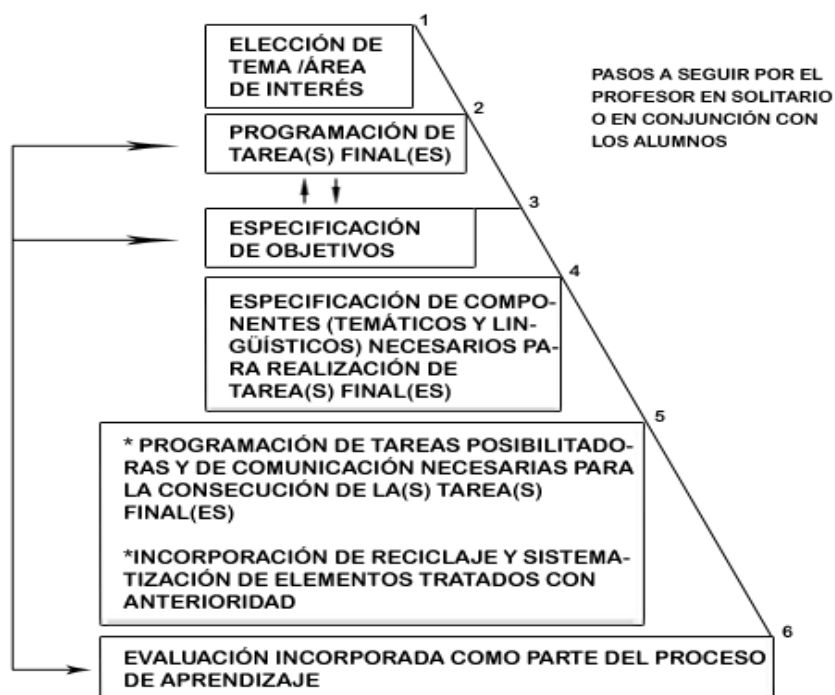 1
ELECCIÓN DE
TEMA /ÁREA
DE INTERÉS
PASOS A SEGUIR POR EL
PROFESOR EN SOLITARIO
O EN CONJUNCIÓN CON
LOS ALUMNOS
2
PROGRAMACIÓN DE
TAREA(S) FINAL(ES)
3
ESPECIFICACIÓN
DE OBJETIVOS
4
ESPECIFICACIÓN DE COMPO-
NENTES (TEMÁTICOS Y LIN-
GÜÍSTICOS) NECESARIOS PA-
RA REALIZACIÓN DE
TAREA(S) FINAL(ES)
5
* PROGRAMACIÓN DE TAREAS POSIBILITADO-
RAS Y DE COMUNICACIÓN NECESARIAS PARA
LA CONSECUCIÓN DE LA(S) TAREA(S)
FINAL(ES)
*INCORPORACIÓN DE RECICLAJE Y SISTEMA-
TIZACIÓN DE ELEMENTOS TRATADOS CON
ANTERIORIDAD
6
EVALUACIÓN INCORPORADA COMO PARTE DEL PROCESO
DE APRENDIZAJE